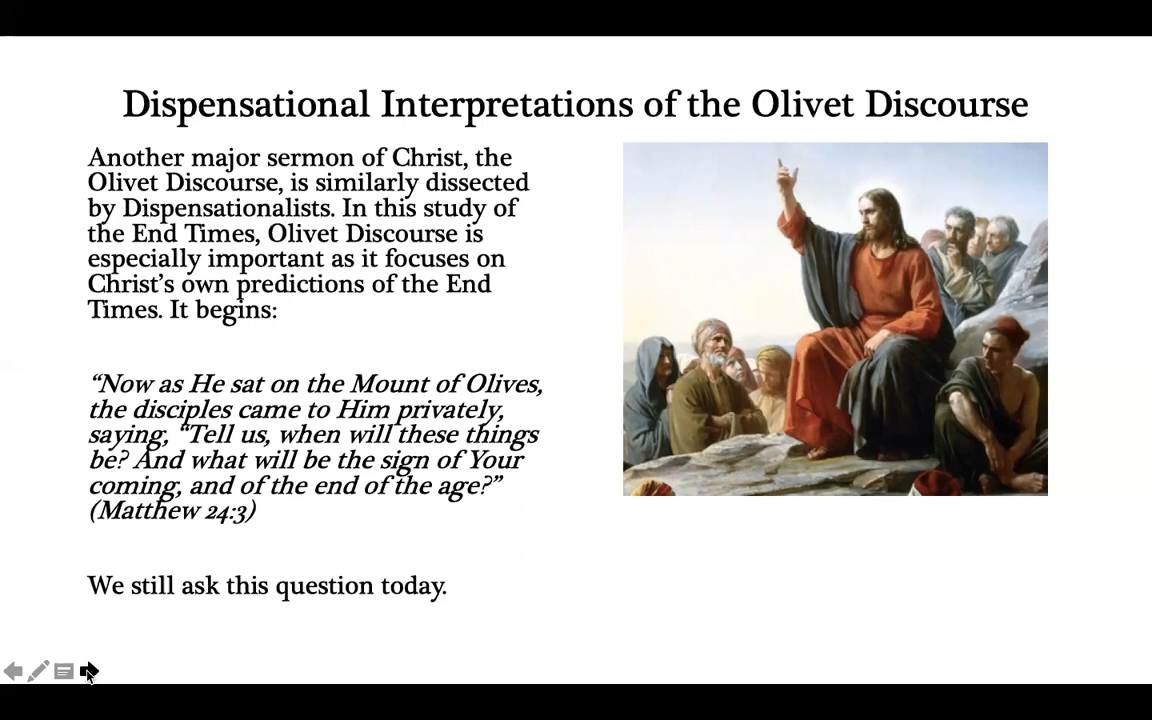 Dispensational Interpretations of the Olivet Discourse
Another major sermon of Christ, the
Olivet Discourse, is similarly dissected
by Dispensationalists. In this study of
the End Times, Olivet Discourse is
especially important as it focuses on
Christ’s own predictions of the End
Times. It begins:
“Now as He sat on the Mount of Olives,
the disciples came to Him privately,
saying, “Tell us, when will these things
be? And what will be the sign of Your
coming, and of the end of the age?”
(Matthew 24:3)
We still ask this question today.